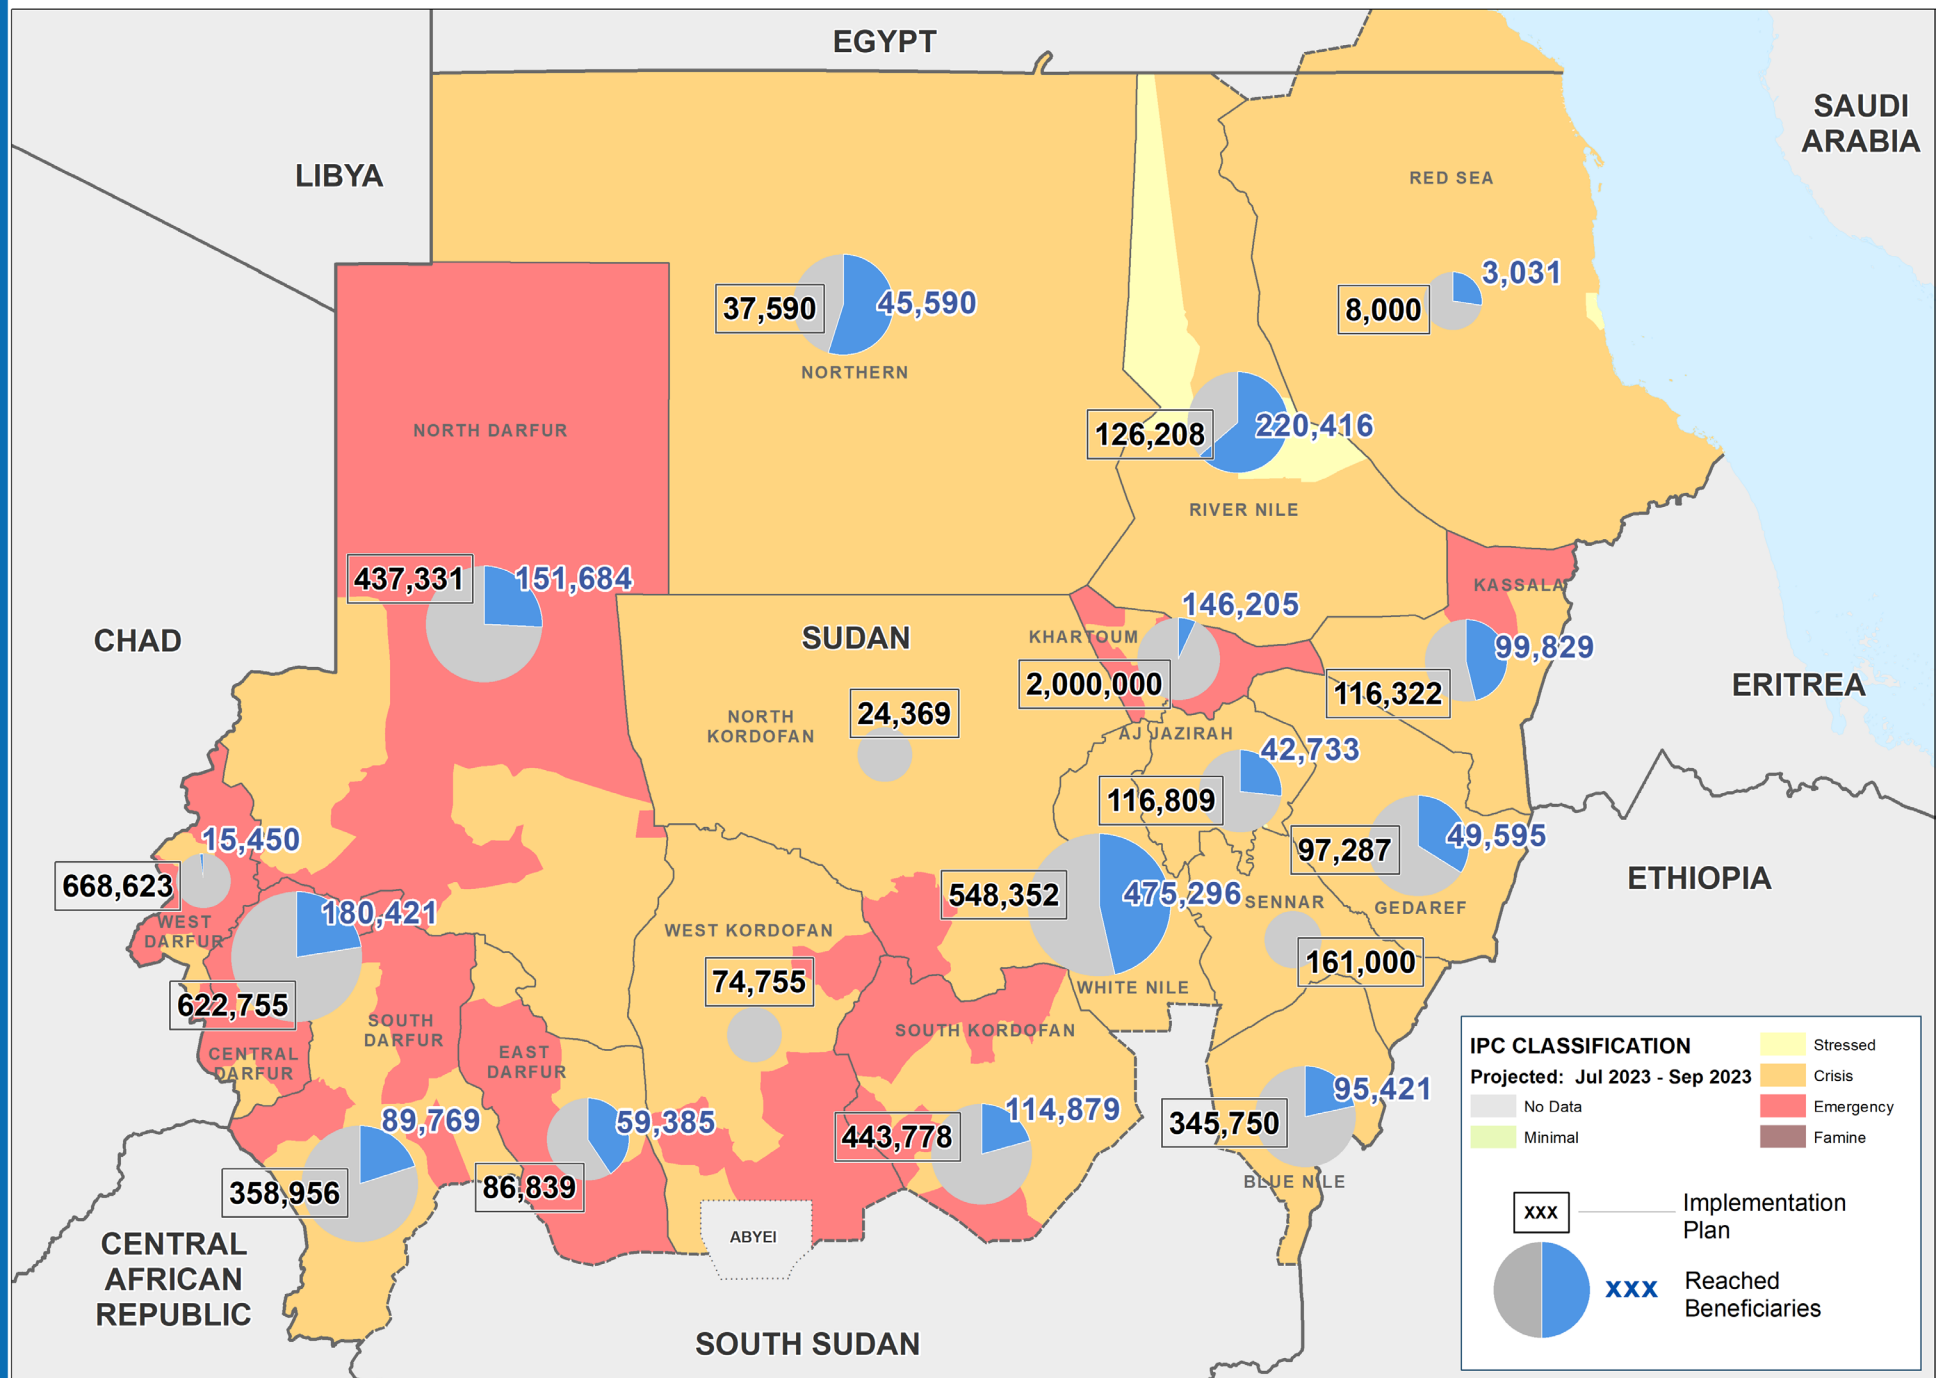 EGYPT
SAUDI
ARABIA
LIBYA
RED SEA
3,031
8,000
37,590
45,590
NORTHERN
NORTH DARFUR
126,208
220,416
RIVER NILE
437,331
151,684
KASSALA
146,205
CHAD
SUDAN
KHARTOUM
99,829
2,000,000
116,322
ERITREA
24,369
NORTH
KORDOFAN
AJ JAZIRAH
42,733
116,809
15,450
49,595
97,287
668,623
ETHIOPIA
548,352
475,296
SENNAR
GEDAREF
180,421
WEST
DARFUR
WEST KORDOFAN
161,000
74,755
WHITE NILE
622,755
SOUTH
DARFUR
SOUTH KORDOFAN
CENTRAL
DARFUR
EAST
DARFUR
89,769
59,385
114,879
95,421
443,778
345,750
358,956
86,839
BLUE NILE
ABYEI
CENTRAL
AFRICAN
REPUBLIC
SOUTH SUDAN
IPC CLASSIFICATION
Projected: Jul 2023 - Sep 2023
No Data
Minimal
Stressed
Crisis
Emergency
Famine
xxx
Implementation
Plan
xxx
Reached
Beneficiaries